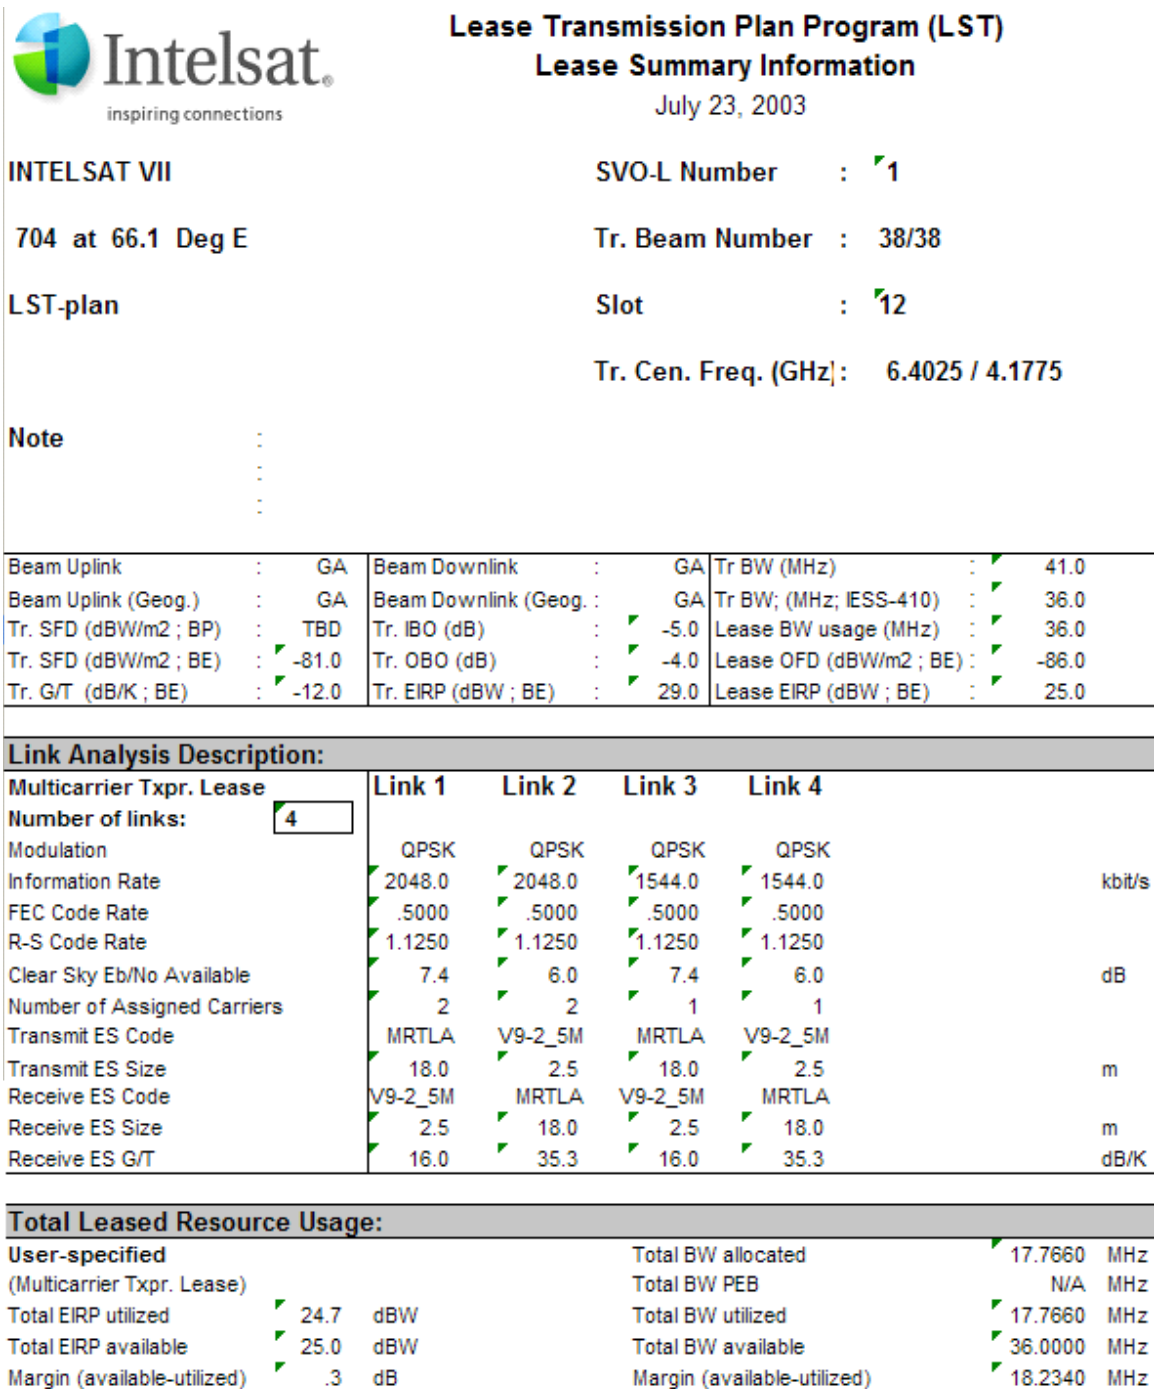 Intelsat®
inspiring connections
Lease Transmission Plan Program (LST)
Lease Summary Information
July 23, 2003
INTELSAT VII
SVO-L Number : 1
704 at 66.1 Deg E
Tr. Beam Number : 38/38
LST-plan
Slot : 12
Tr. Cen. Freq. (GHz): 6.4025 / 4.1775
Note :
:
:
Beam Uplink : GA Beam Downlink : GA Tr BW (MHz) : 41.0
Beam Uplink (Geog.) : GA Beam Downlink (Geog. : GA Tr BW; (MHz; IESS-410) : 36.0
Tr. SFD (dBW/m2 ; BP) : TBD Tr. IBO (dB) : -5.0 Lease BW usage (MHz) : 36.0
Tr. SFD (dBW/m2 ; BE) : -81.0 Tr. OBO (dB) : -4.0 Lease OFD (dBW/m2 ; BE) : -86.0
Tr. G/T (dB/K ; BE) : -12.0 Tr. EIRP (dBW ; BE) : 29.0 Lease EIRP (dBW ; BE) : 25.0
Link Analysis Description:
Multicarrier Txpr. Lease Link 1 Link 2 Link 3 Link 4
Number of links: 4
Modulation QPSK QPSK QPSK QPSK
Information Rate 2048.0 2048.0 1544.0 1544.0 kbit/s
FEC Code Rate .5000 .5000 .5000 .5000
R-S Code Rate 1.1250 1.1250 1.1250 1.1250
Clear Sky Eb/No Available 7.4 6.0 7.4 6.0 dB
Number of Assigned Carriers 2 2 1 1
Transmit ES Code MRTLA V9-2_5M MRTLA V9-2_5M
Transmit ES Size 18.0 2.5 18.0 2.5 m
Receive ES Code V9-2_5M MRTLA V9-2_5M MRTLA
Receive ES Size 2.5 18.0 2.5 18.0 m
Receive ES G/T 16.0 35.3 16.0 35.3 dB/K
Total Leased Resource Usage:
User-specified Total BW allocated 17.7660 MHz
(Multicarrier Txpr. Lease) Total BW PEB N/A MHz
Total EIRP utilized 24.7 dBW Total BW utilized 17.7660 MHz
Total EIRP available 25.0 dBW Total BW available 36.0000 MHz
Margin (available-utilized) .3 dB Margin (available-utilized) 18.2340 MHz